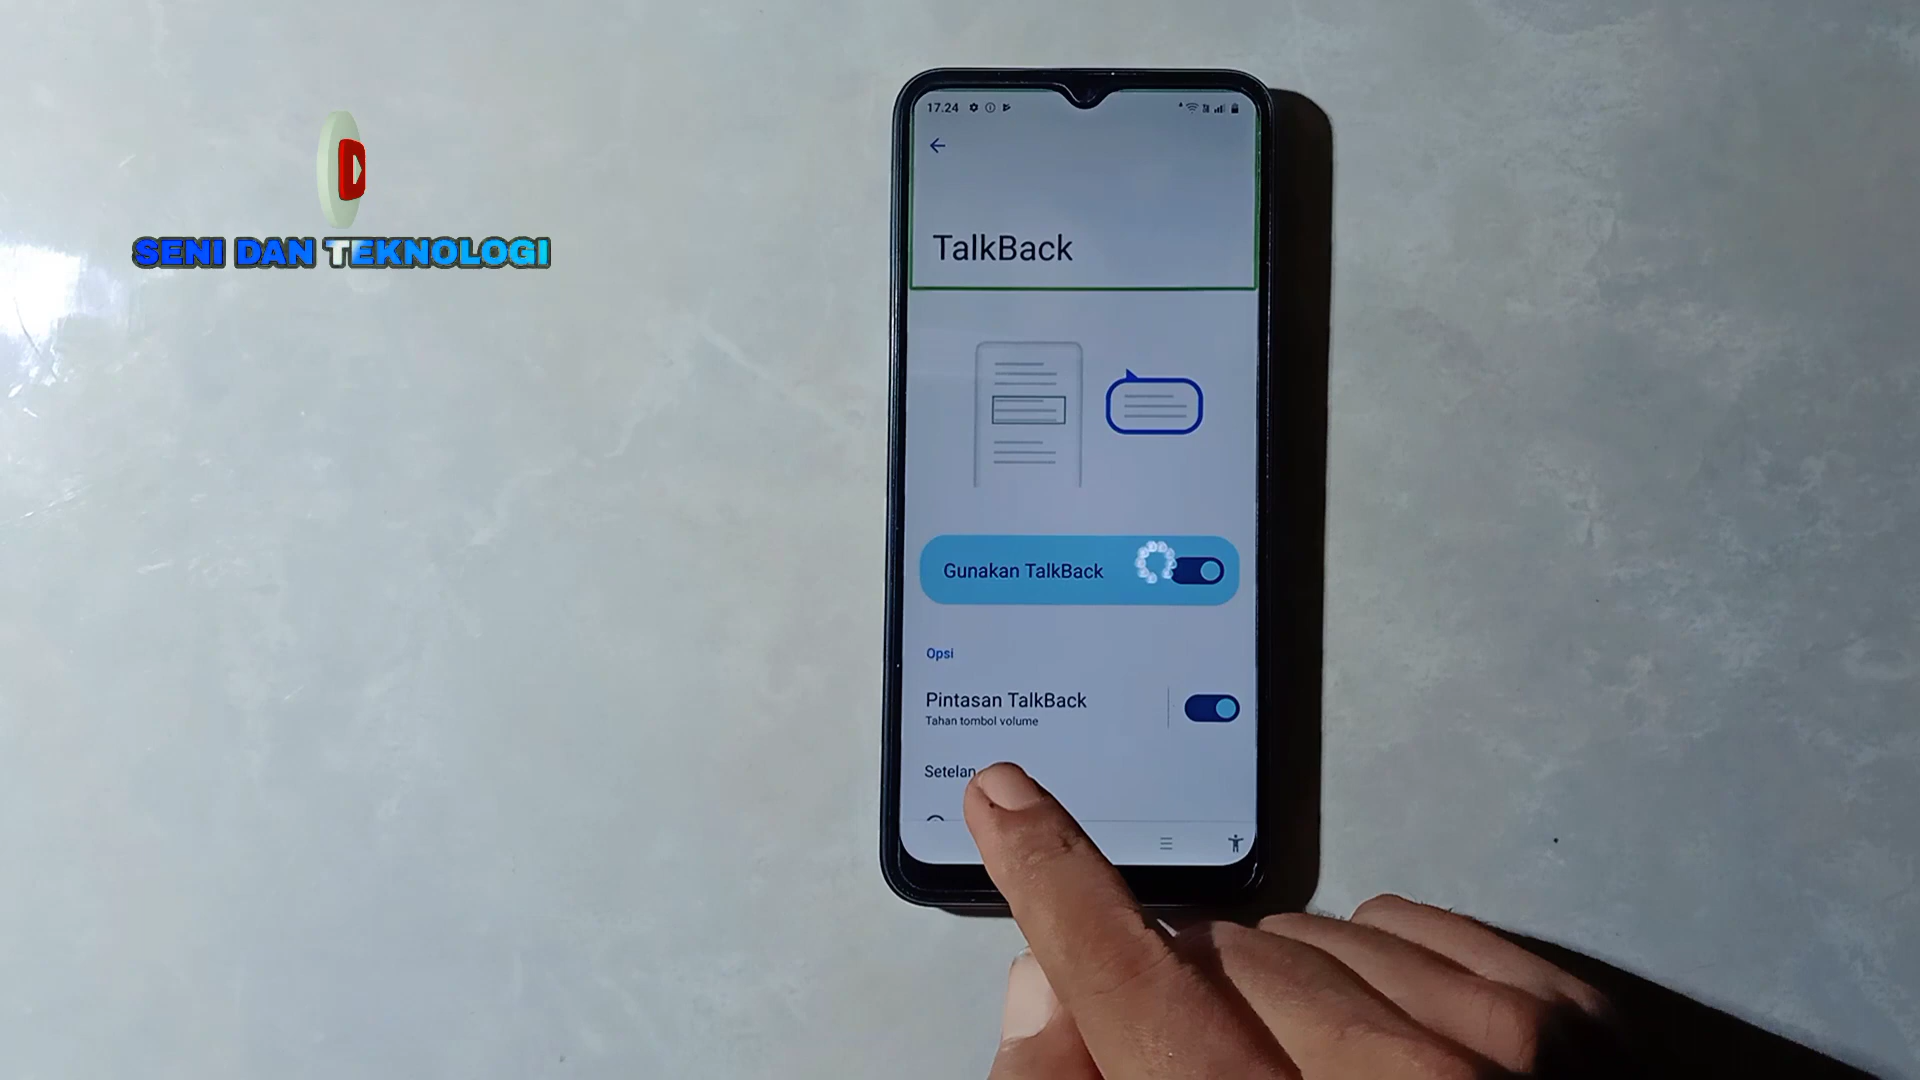 SENI DAN TEKNOLOGI
17.24
TalkBack
Gunakan TalkBack
Opsi
Pintasan TalkBack
Tahan tombol volume
Setelan